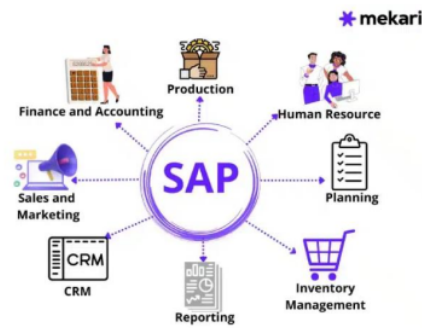 mekari
Production
Finance and Accounting
Human Resource
SAP
Sales and
Marketing
Planning
CRM
CRM
Inventory
Management
Reporting